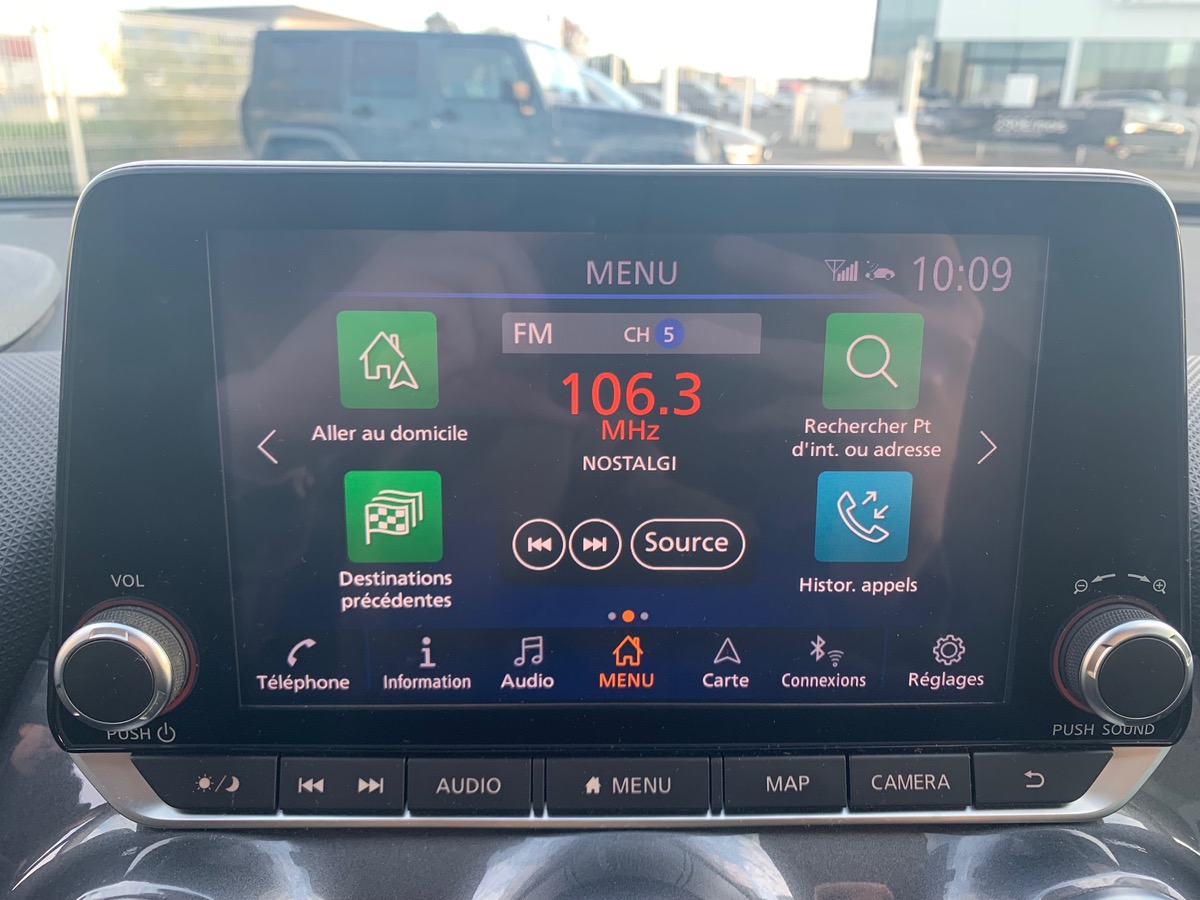 MENU
10:09
FM CH 5
106.3
MHz
NOSTALGI
Aller au domicile
Rechercher Pt
d'int. ou adresse
Source
Destinations
précédentes
Histor. appels
Téléphone Information Audio MENU Carte Connexions Réglages
VOL
PUSH
PUSH SOUND
AUDIO MENU MAP CAMERA